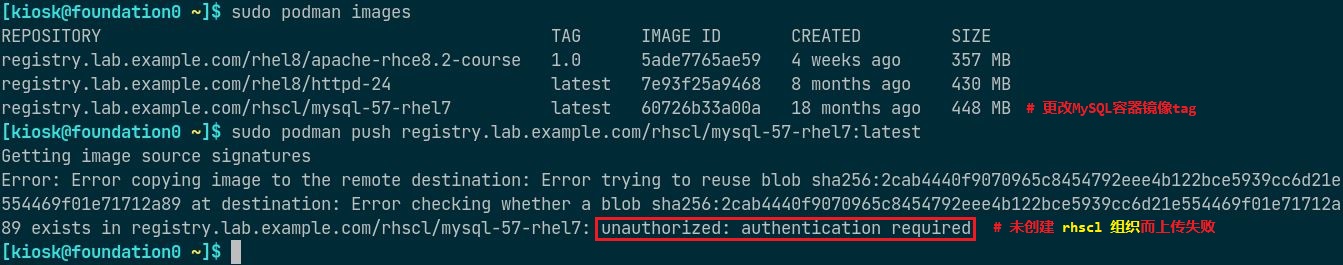 [kiosk@foundation0 ~]$ sudo podman images
REPOSITORY TAG IMAGE ID CREATED SIZE
registry.lab.example.com/rhel8/apache-rhce8.2-course 1.0 5ade7765ae59 4 weeks ago 357 MB
registry.lab.example.com/rhel8/httpd-24 latest 7e93f25a9468 8 months ago 430 MB
registry.lab.example.com/rhscl/mysql-57-rhel7 latest 60726b33a00a 18 months ago 448 MB # 更改MySQL容器镜像tag
[kiosk@foundation0 ~]$ sudo podman push registry.lab.example.com/rhscl/mysql-57-rhel7:latest
Getting image source signatures
Error: Error copying image to the remote destination: Error trying to reuse blob sha256:2cab4440f9070965c8454792eee4b122bce5939cc6d21e
554469f01e71712a89 at destination: Error checking whether a blob sha256:2cab4440f9070965c8454792eee4b122bce5939cc6d21e554469f01e71712a
89 exists in registry.lab.example.com/rhscl/mysql-57-rhel7: unauthorized: authentication required # 未创建 rhscl 组织而上传失败
[kiosk@foundation0 ~]$